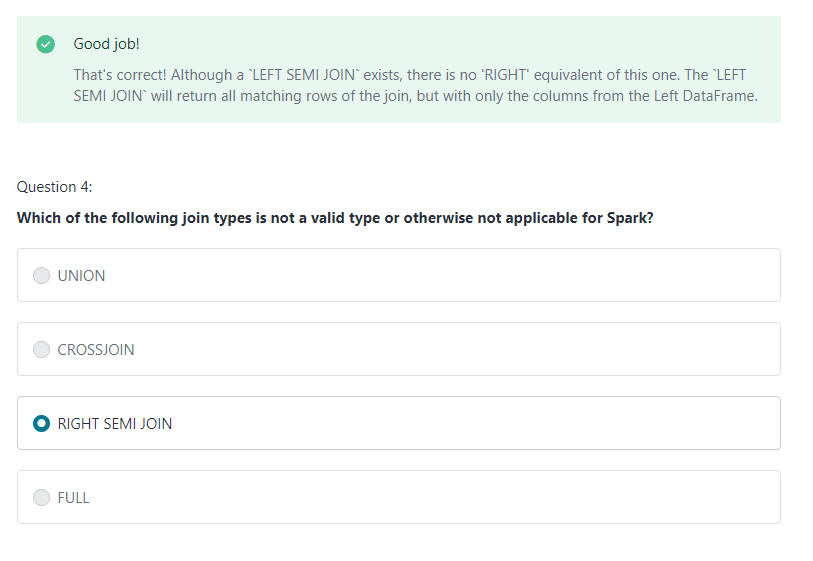 Good job!
That's correct! Although a `LEFT SEMI JOIN` exists, there is no 'RIGHT' equivalent of this one. The `LEFT
SEMI JOIN` will return all matching rows of the join, but with only the columns from the Left DataFrame.
Question 4:
Which of the following join types is not a valid type or otherwise not applicable for Spark?
UNION
CROSSJOIN
RIGHT SEMI JOIN
FULL